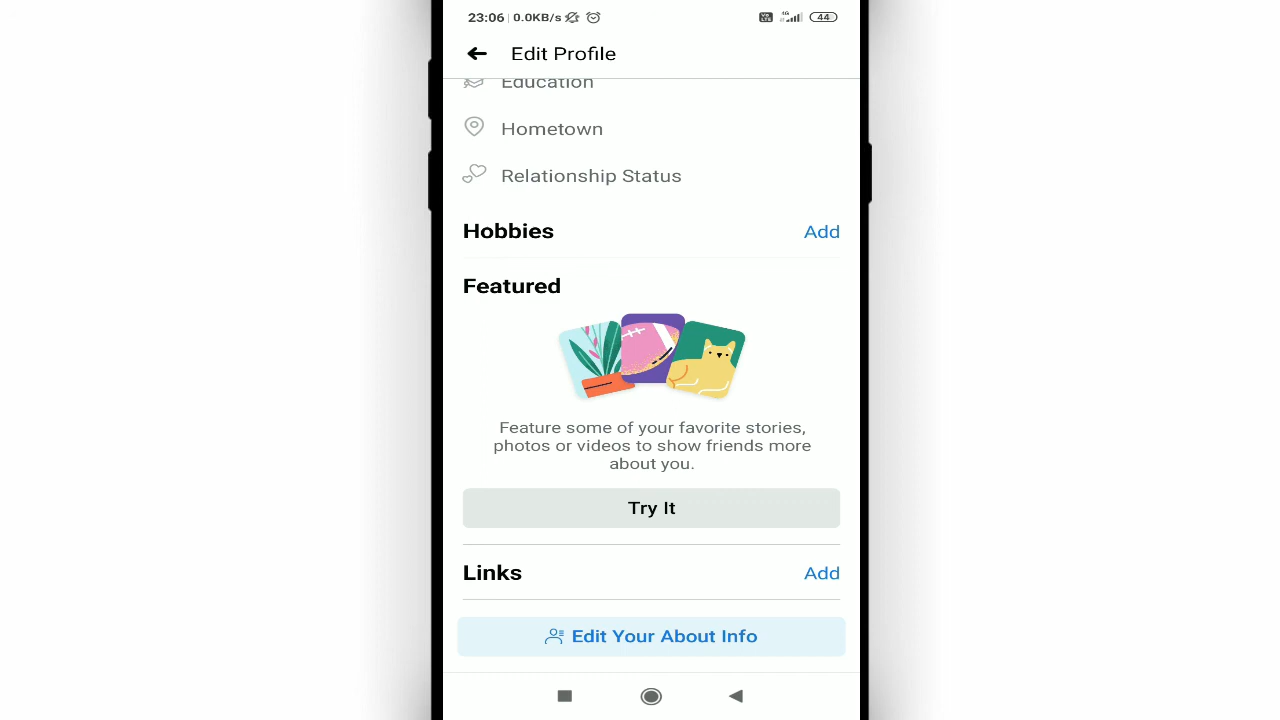 23:06 0.0KB/s 44
Edit Profile
Education
Hometown
Relationship Status
Hobbies Add
Featured
Feature some of your favorite stories,
photos or videos to show friends more
about you.
Try It
Links Add
Edit Your About Info